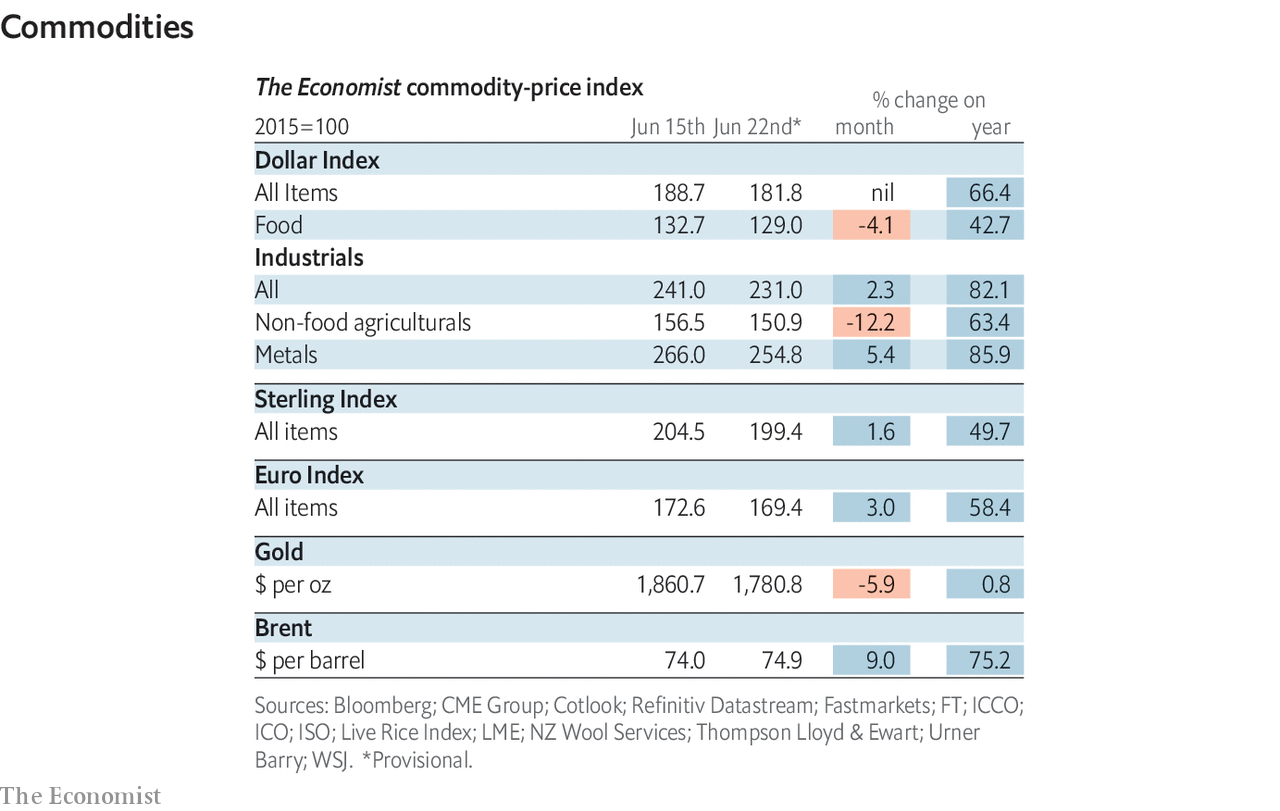 Commodities
The Economist commodity-price index
% change on
2015=100 Jun 15th Jun 22nd* month year
Dollar Index
All Items 188.7 181.8 nil 66.4
Food 132.7 129.0 -4.1 42.7
Industrials
All 241.0 231.0 2.3 82.1
Non-food agriculturals 156.5 150.9 -12.2 63.4
Metals 266.0 254.8 5.4 85.9
Sterling Index
All items 204.5 199.4 1.6 49.7
Euro Index
All items 172.6 169.4 3.0 58.4
Gold
$ per oz 1,860.7 1,780.8 -5.9 0.8
Brent
$ per barrel 74.0 74.9 9.0 75.2
Sources: Bloomberg; CME Group; Cotlook; Refinitiv Datastream; Fastmarkets; FT; ICCO;
ICO; ISO; Live Rice Index; LME; NZ Wool Services; Thompson Lloyd & Ewart; Urner
Barry; WSJ. *Provisional.
The Economist